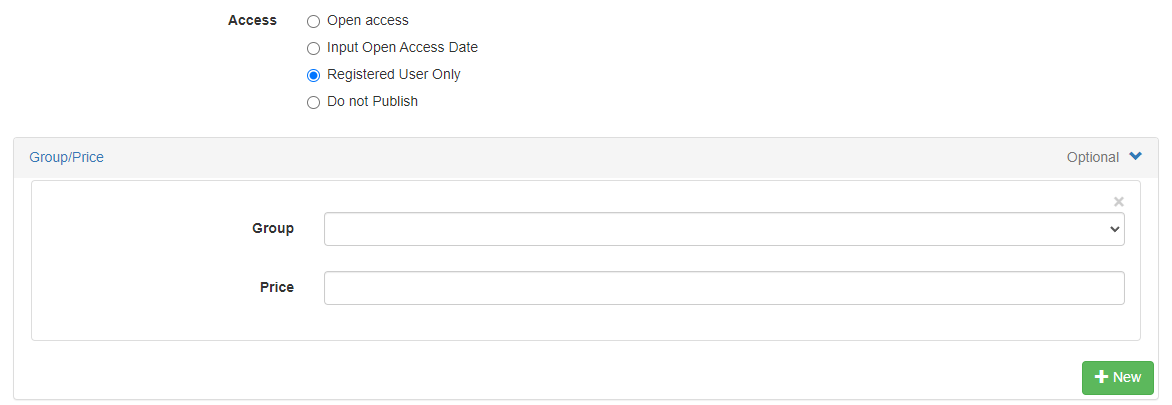 Access
Open access
Input Open Access Date
Registered User Only
Do not Publish
Group/Price
Optional
Group
Price
New